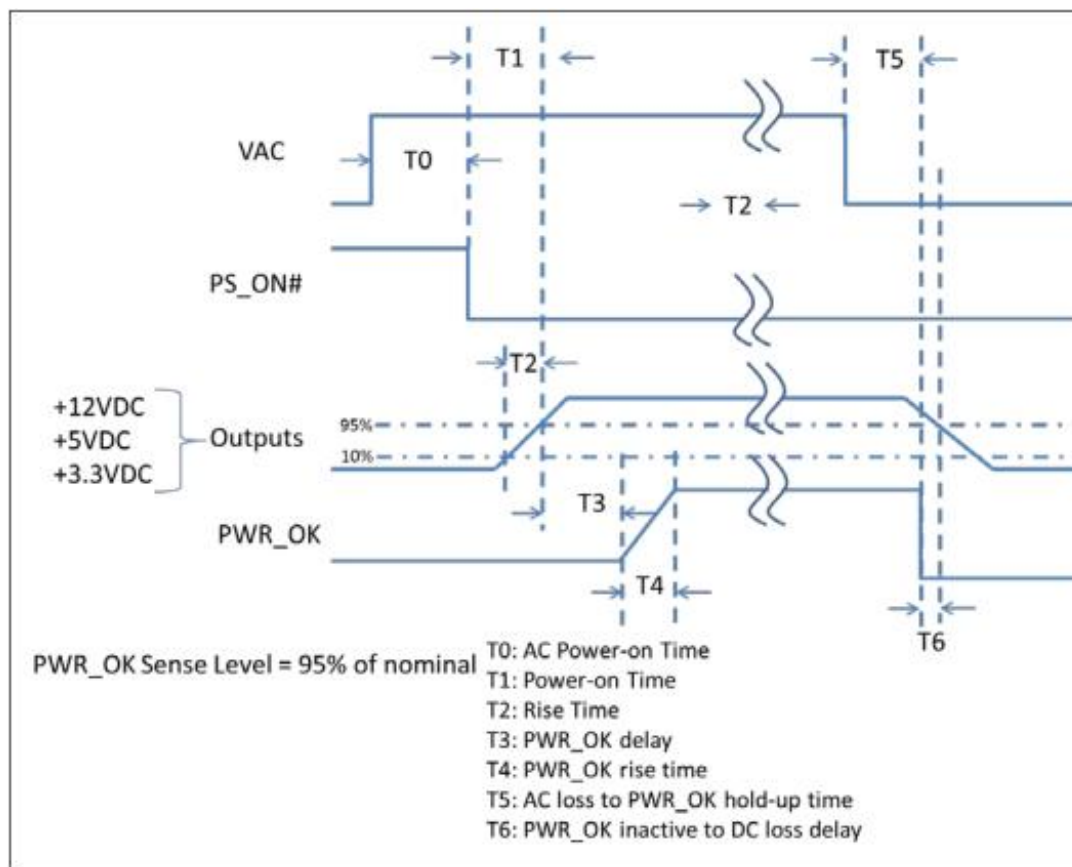 T1
T5
VAC
T0
T2
PS_ON#
T2
+12VDC
+5VDC
+3.3VDC
Outputs
95%
10%
T3
PWR_OK
T4
T6
PWR_OK Sense Level = 95% of nominal
T0: AC Power-on Time
T1: Power-on Time
T2: Rise Time
T3: PWR_OK delay
T4: PWR_OK rise time
T5: AC loss to PWR_OK hold-up time
T6: PWR_OK inactive to DC loss delay